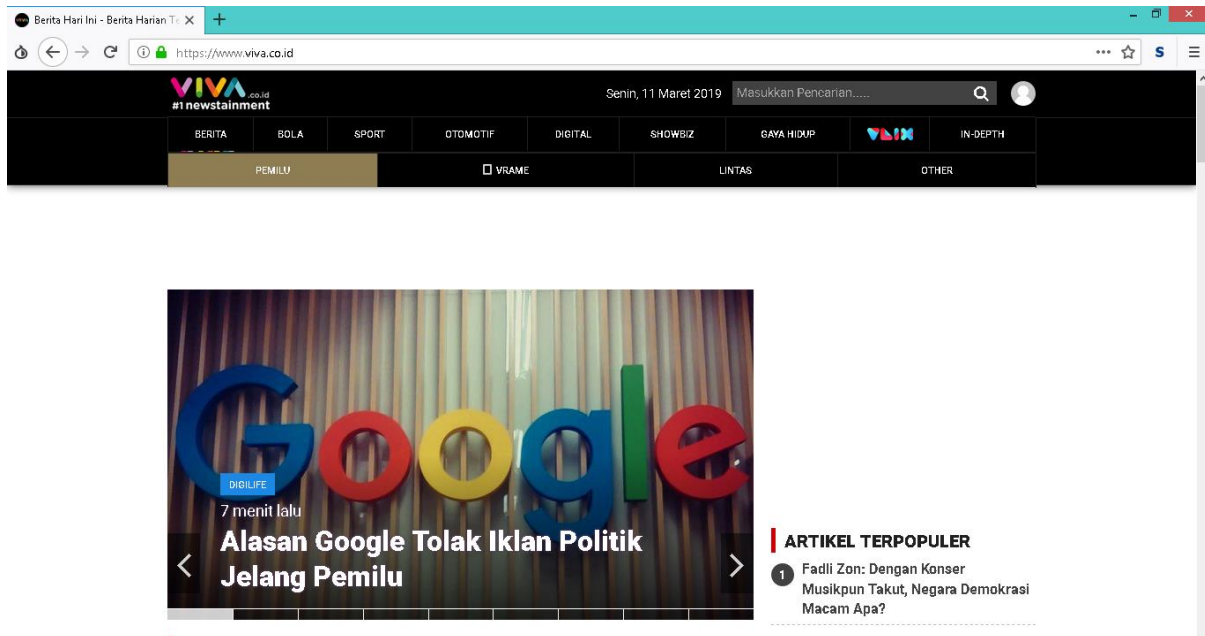 Berita Hari Ini - Berita Harian Te
https://www.viva.co.id
S
VIVA.co.id
#1 newstainment
Senin, 11 Maret 2019
Masukkan Pencarian.....
BERITA
BOLA
SPORT
OTOMOTIF
DIGITAL
SHOWBIZ
GAYA HIDUP
VLIX
IN-DEPTH
PEMILU
VRAME
LINTAS
OTHER
Google
DIGILIFE
7 menit lalu
Alasan Google Tolak Iklan Politik
Jelang Pemilu
ARTIKEL TERPOPULER
1
Fadli Zon: Dengan Konser
Musikpun Takut, Negara Demokrasi
Macam Apa?